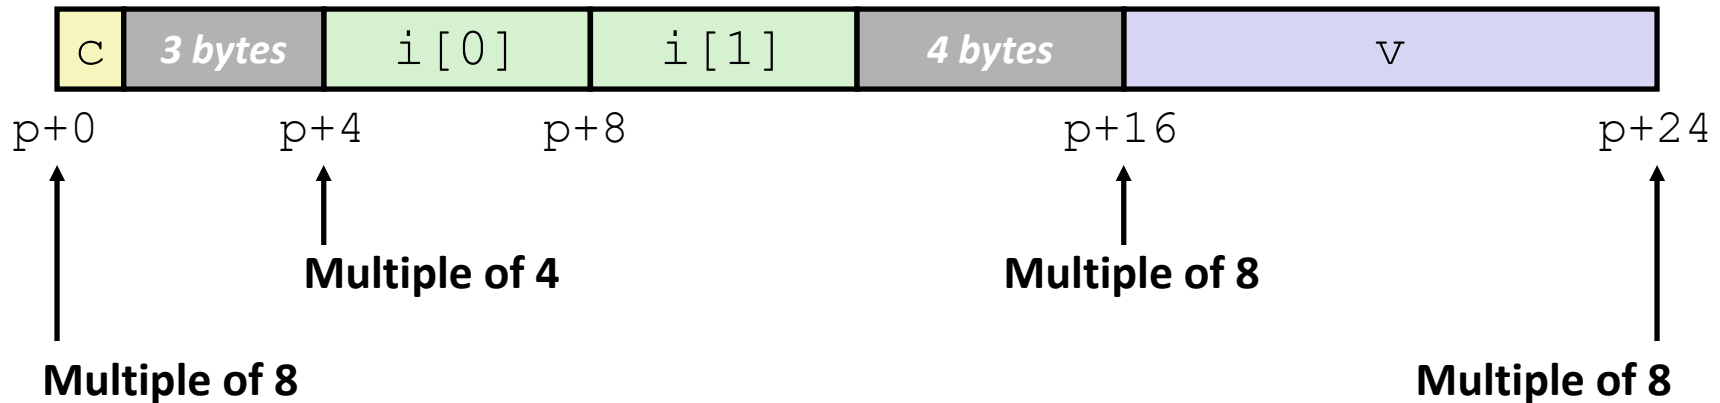 c 3 bytes i[0] i[1] 4 bytes v
p+0 p+4 p+8 p+16 p+24
Multiple of 4 Multiple of 8
Multiple of 8 Multiple of 8